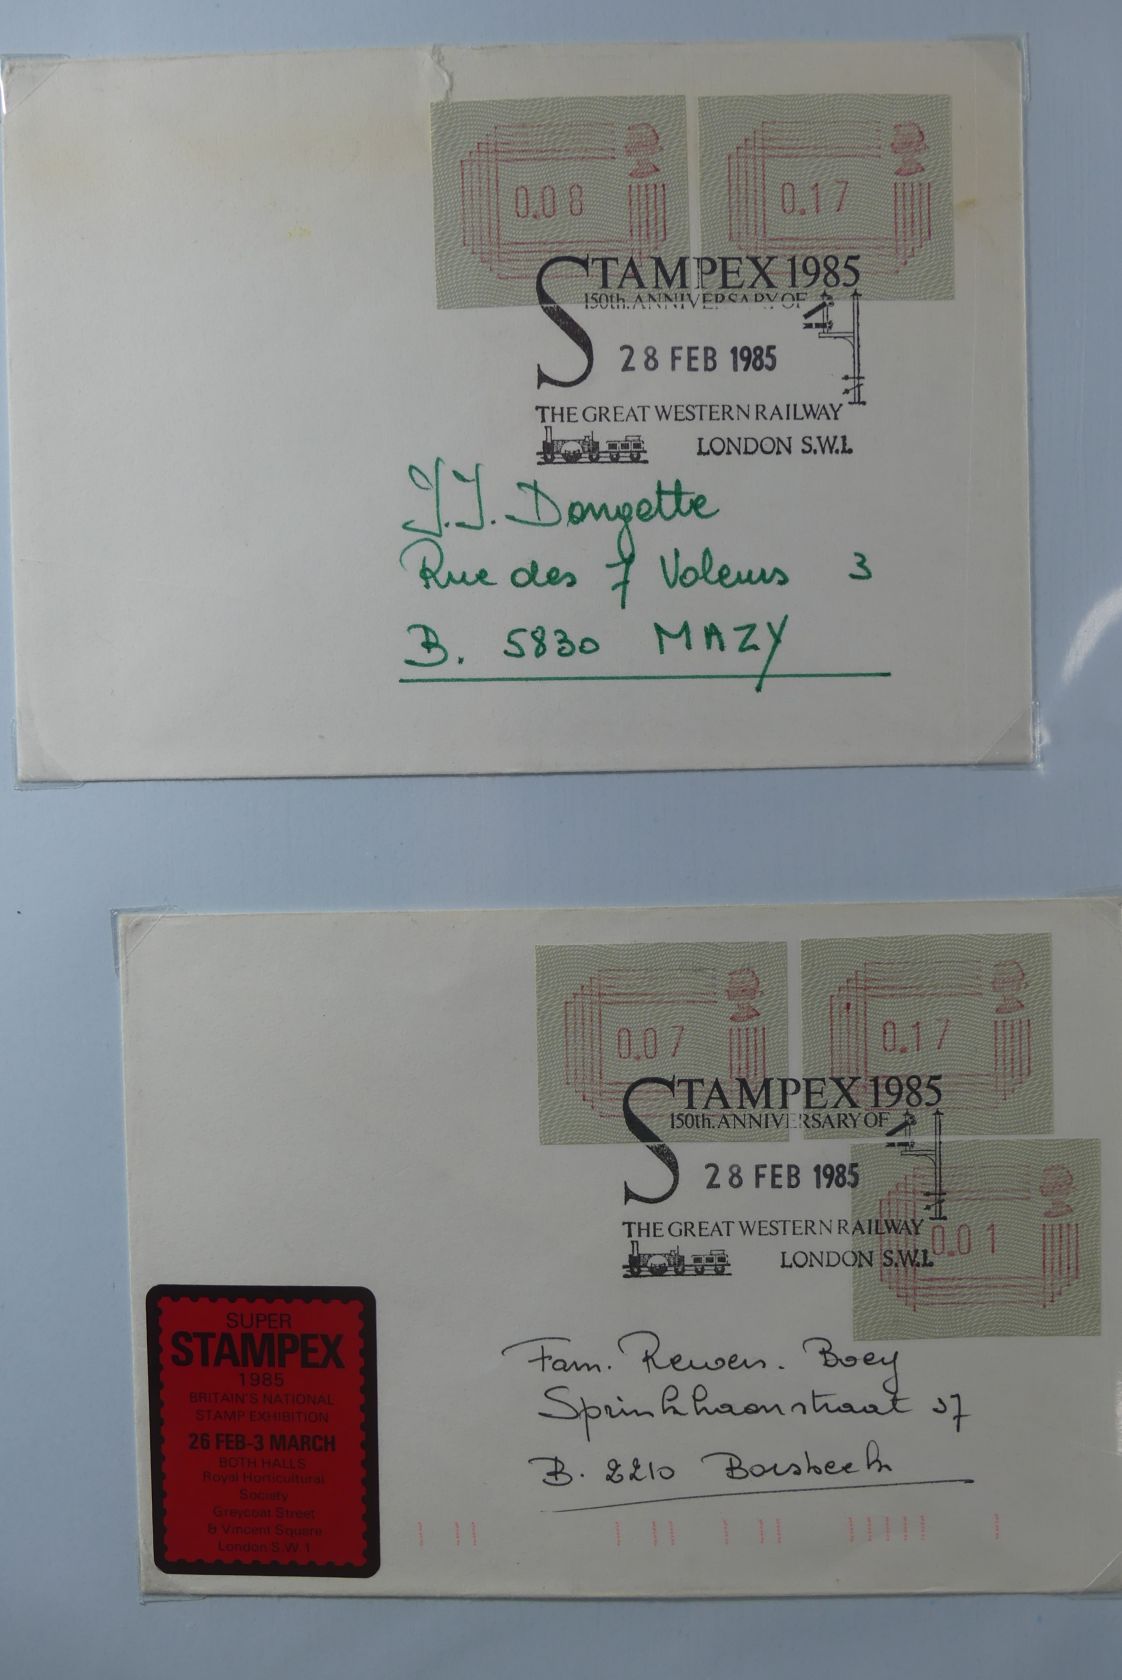 0.08 0.17
STAMPEX 1985
150th. ANNIVERSARY OF
28 FEB 1985
THE GREAT WESTERN RAILWAY
LONDON S.W.1.
J.J. Dongette
Rue des 7 Voleurs 3
B. 5830 MAZY
0.07 0.17
STAMPEX 1985
150th. ANNIVERSARY OF
28 FEB 1985
THE GREAT WESTERN RAILWAY
LONDON S.W.1.
0.01
SUPER
STAMPEX
1985
BRITAIN'S NATIONAL
STAMP EXHIBITION
26 FEB-3 MARCH
BOTH HALLS
Royal Horticultural
Society
Greycoat Street
& Vincent Square
London S.W.1
Fam. Boey
Sprinkhaanstraat 37
B. 2210 Borsbeek